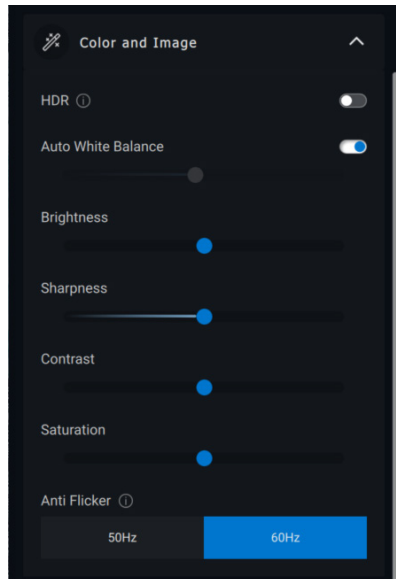 Color and Image
HDR
Auto White Balance
Brightness
Sharpness
Contrast
Saturation
Anti Flicker
50Hz 60Hz